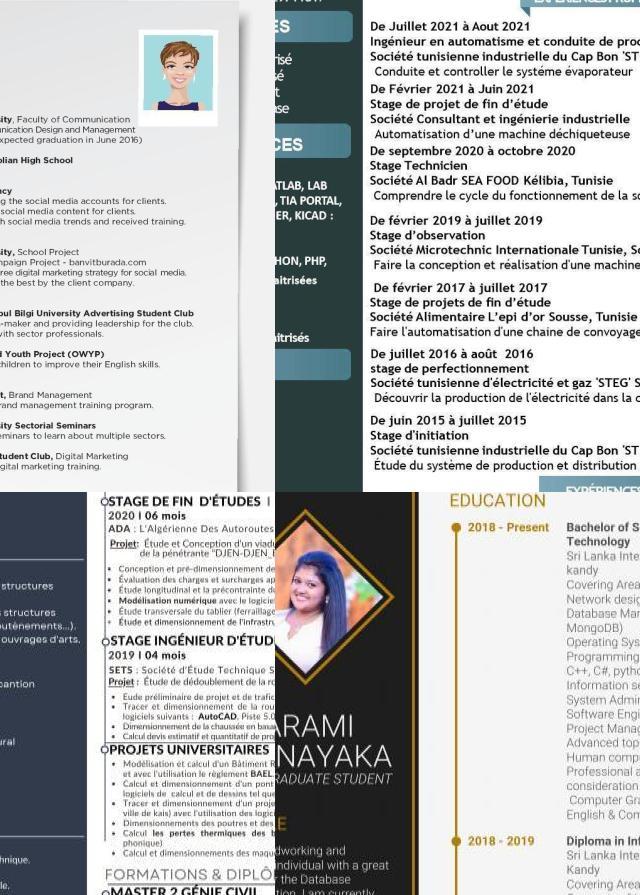 sity, Faculty of Communication
unication Design and Management
xpected graduation in June 2016)
olian High School
ncy
g the social media accounts for clients.
social media content for clients.
th social media trends and received training.
sity, School Project
mpaign Project - banvitburada.com
ree digital marketing strategy for social media.
the best by the client company.
bul Bilgi University Advertising Student Club
-maker and providing leadership for the club.
with sector professionals.
d Youth Project (OWYP)
children to improve their English skills.
t, Brand Management
rand management training program.
sity Sectorial Seminars
eminars to learn about multiple sectors.
tudent Club, Digital Marketing
gital marketing training.
ES
risé
sé
t
nse
CES
ATLAB, LAB
, TIA PORTAL,
ER, KICAD :
HON, PHP,
aitrisées
aitrisés
De Juillet 2021 à Aout 2021
Ingénieur en automatisme et conduite de proc
Société tunisienne industrielle du Cap Bon 'STE
Conduite et controller le systéme évaporateur
De Février 2021 à Juin 2021
Stage de projet de fin d'étude
Société Consultant et ingénierie industrielle
Automatisation d'une machine déchiqueteuse
De septembre 2020 à octobre 2020
Stage Technicien
Société Al Badr SEA FOOD Kélibia, Tunisie
Comprendre le cycle du fonctionnement de la so
De février 2019 à juillet 2019
Stage d'observation
Société Microtechnic Internationale Tunisie, So
Faire la conception et réalisation d'une machine
De février 2017 à juillet 2017
Stage de projets de fin d'étude
Société Alimentaire L'epi d'or Sousse, Tunisie
Faire l'automatisation d'une chaine de convoyage
De juillet 2016 à août 2016
stage de perfectionnement
Société tunisienne d'électricité et gaz 'STEG' S
Découvrir la production de l'électricité dans la c
De juin 2015 à juillet 2015
Stage d'initiation
Société tunisienne industrielle du Cap Bon 'ST
Étude du système de production et distribution
structures
s structures
outènements...).
ouvrages d'arts,
cantion
ural
hnique.
le.
STAGE DE FIN D'ÉTUDES I
2020 I 06 mois
ADA : L'Algérienne Des Autoroutes
Projet: Étude et Conception d'un viadu
de la pénétrante "DJEN-DJEN_E
Conception et pré-dimensionnement de
Évaluation des charges et surcharges ap
Étude longitudinal et la précontrainte du
Modélisation numérique avec le logicie
Étude transversale du tablier (ferraillage
Étude et dimensionnement de l'infrastru
STAGE INGÉNIEUR D'ÉTUD
2019 I 04 mois
SETS : Société d'Étude Technique S
Projet : Étude de dédoublement de la ro
Eude préliminaire de projet et de trafic
Tracer et dimensionnement de la rou
logiciels suivants : AutoCAD, Piste 5.0
Dimensionnement de la chaussée en basa
Calcul devis estimatif et quantitatif de pro
PROJETS UNIVERSITAIRES
Modélisation et calcul d'un Bâtiment R
et avec l'utilisation le règlement BAEL
Calcul et dimensionnement d'un pont
logiciels de calcul et de dessins tel que
Tracer et dimensionnement d'un proje
ville de kais) avec l'utilisation des logici
Dimensionnements des poutres et des
Calcul les pertes thermiques des b
phonique)
Calcul et dimensionnements des maqu
FORMATIONS & DIPLÔ
MASTER 2 GÉNIE CIVIL
ARAMI
NAYAKA
RADUATE STUDENT
E
dworking and
ndividual with a great
the Database
tion. I am currently
EDUCATION
2018 - Present
Bachelor of S
Technology
Sri Lanka Inte
kandy
Covering Area
Network desig
Database Man
MongoDB)
Operating Sys
Programming
C++, C#, pytho
Information se
System Admin
Software Engi
Project Manag
Advanced top
Human compu
Professional a
consideration
Computer Gra
English & Com
2018 - 2019
Diploma in Inf
Sri Lanka Inte
Kandy
Covering Area